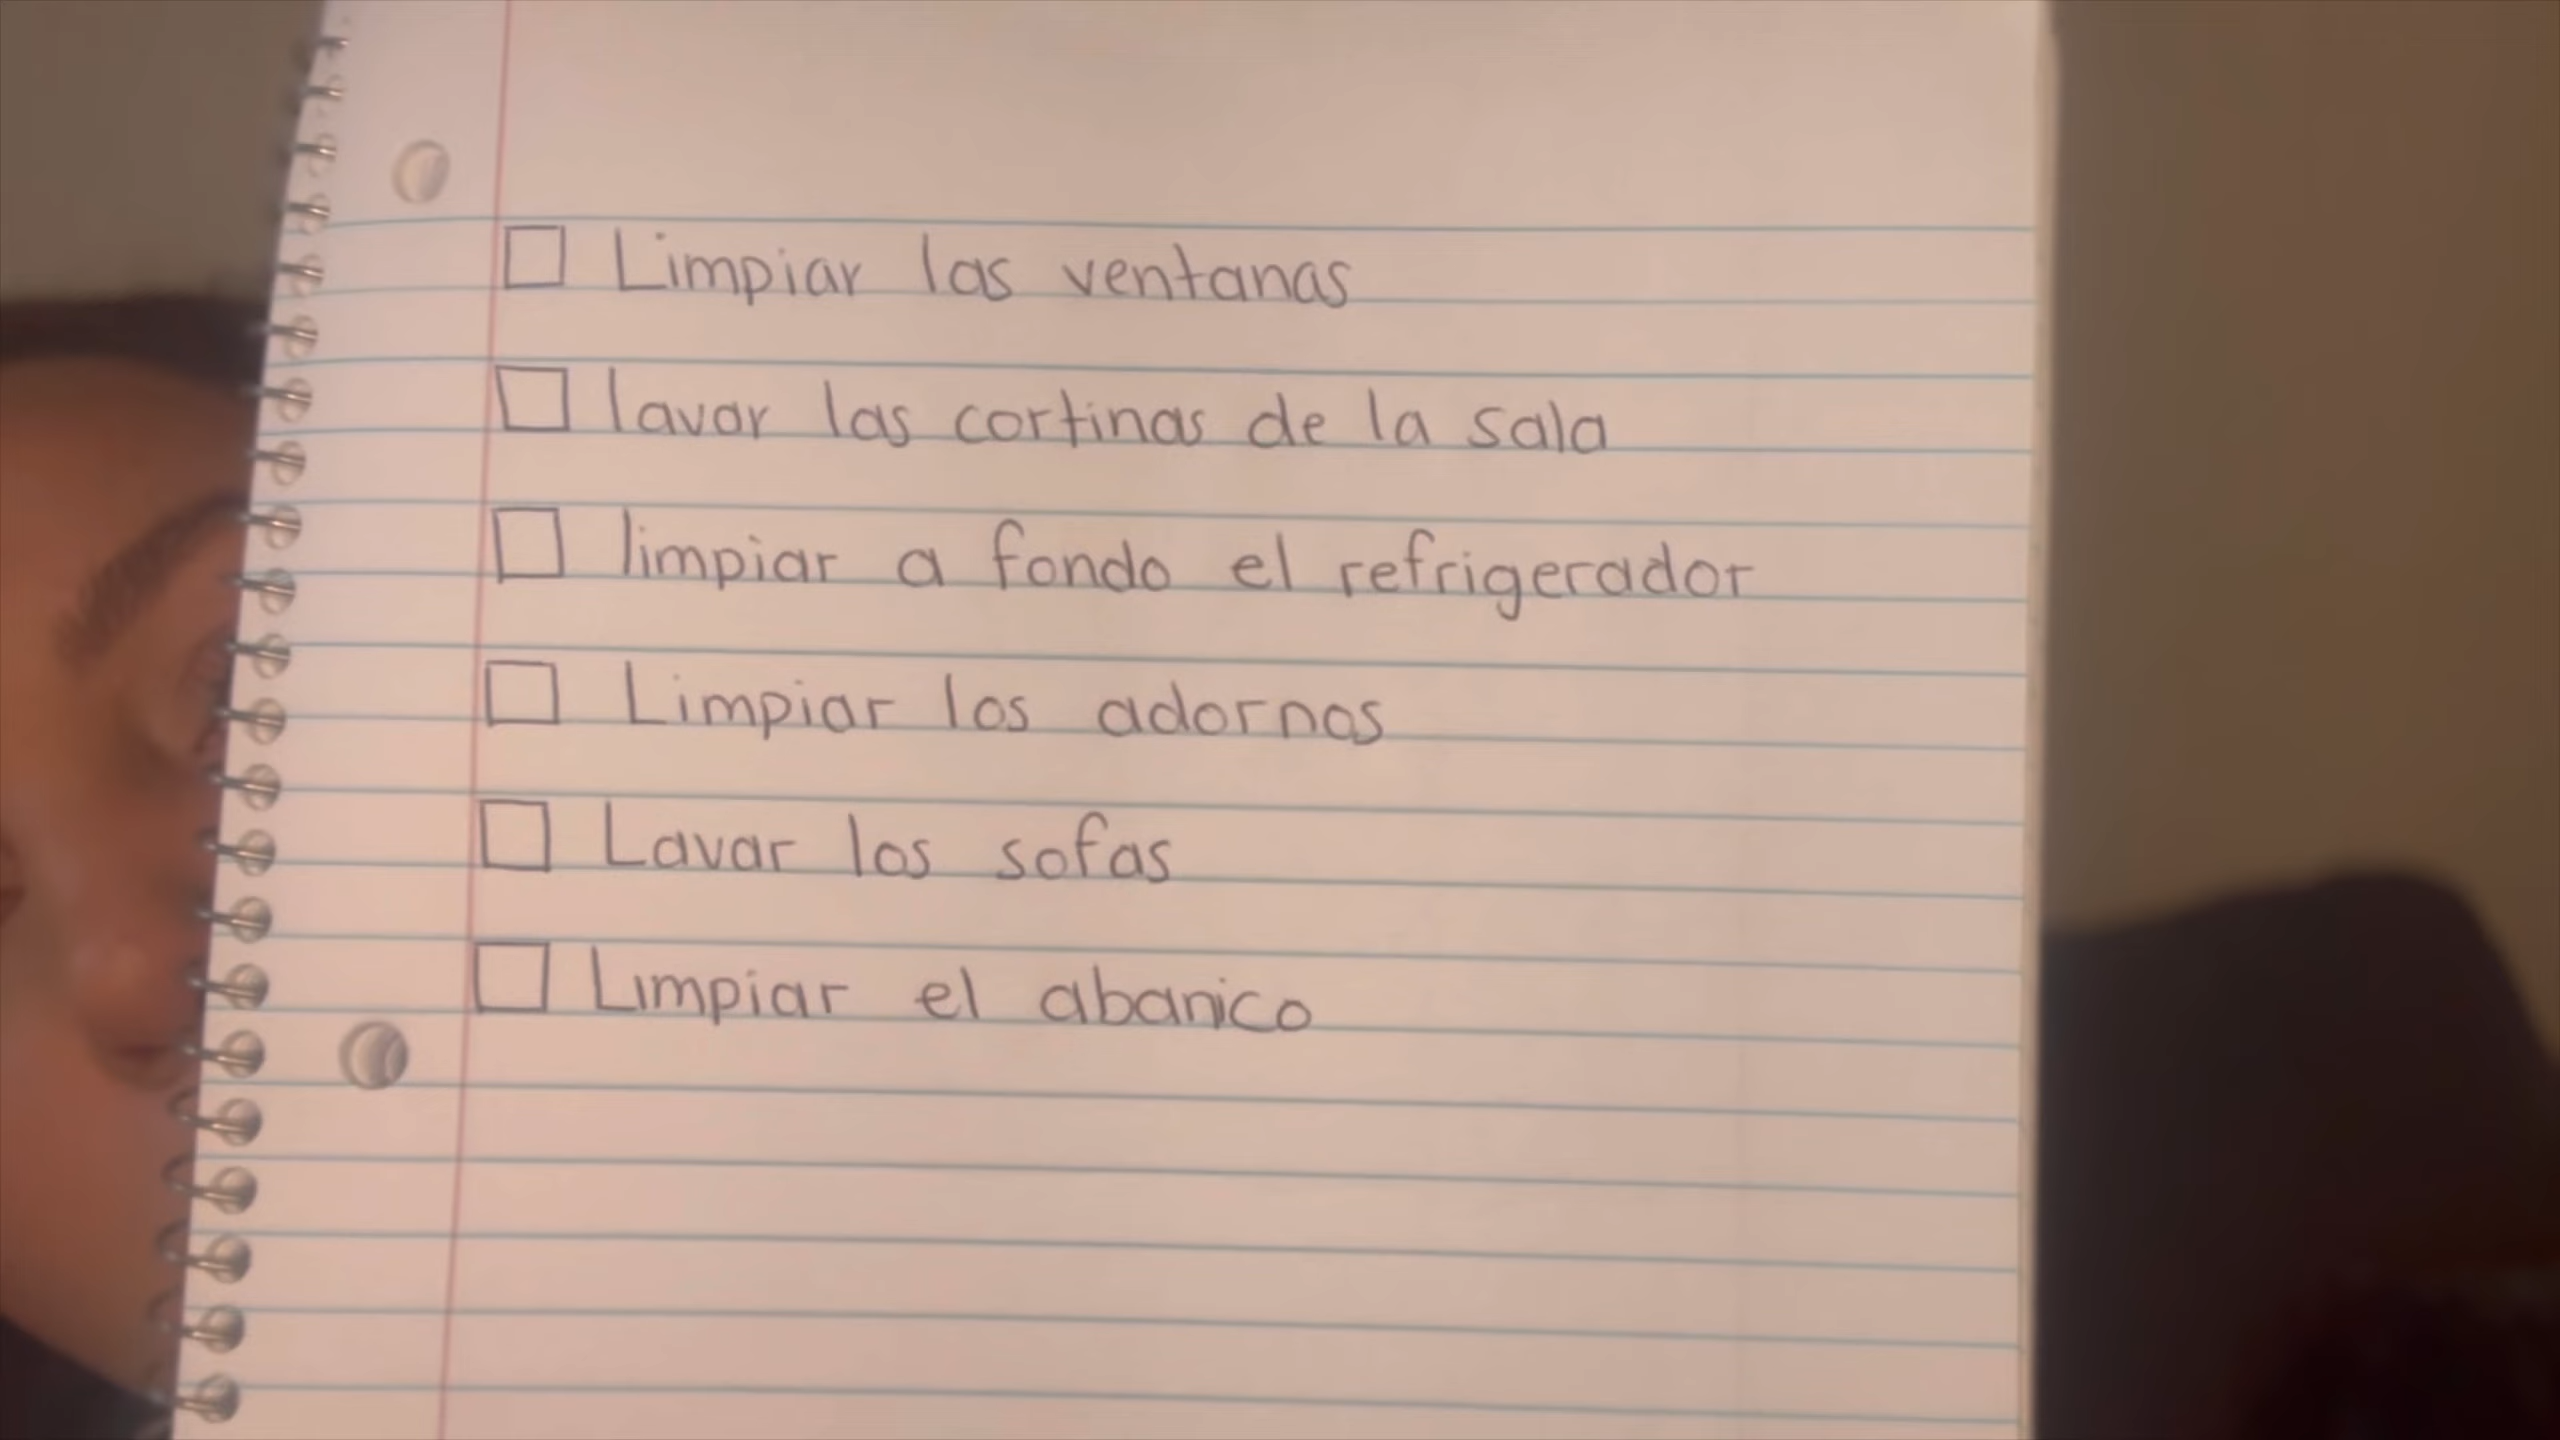 Limpiar las ventanas
lavar las cortinas de la sala
limpiar a fondo el refrigerador
Limpiar los adornos
Lavar los sofas
Limpiar el abanico